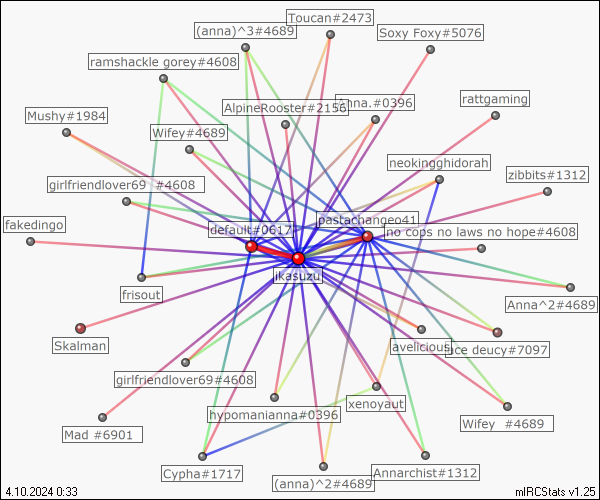 Toucan#2473
(anna)^3#4689
Soxy Foxy#5076
ramshackle gorey#4608
rattgaming
AlpineRooster#2156
nna.#0396
Mushy#1984
Wifey#4689
neokingghidorah
zibbits#1312
girlfriendlover69 #4608
pastachangeo41
fakedingo
default#0617
no cops no laws no hope#4608
ikasuzu
frisout
Anna^2#4689
Skalman
avelicious
uce deucy#7097
girlfriendlover69#4608
xenoyaut
hypomanianna#0396
Wifey #4689
Mad #6901
Cypha#1717
Annarchist#1312
(anna)^2#4689
4.10.2024 0:33
mIRCStats v1.25